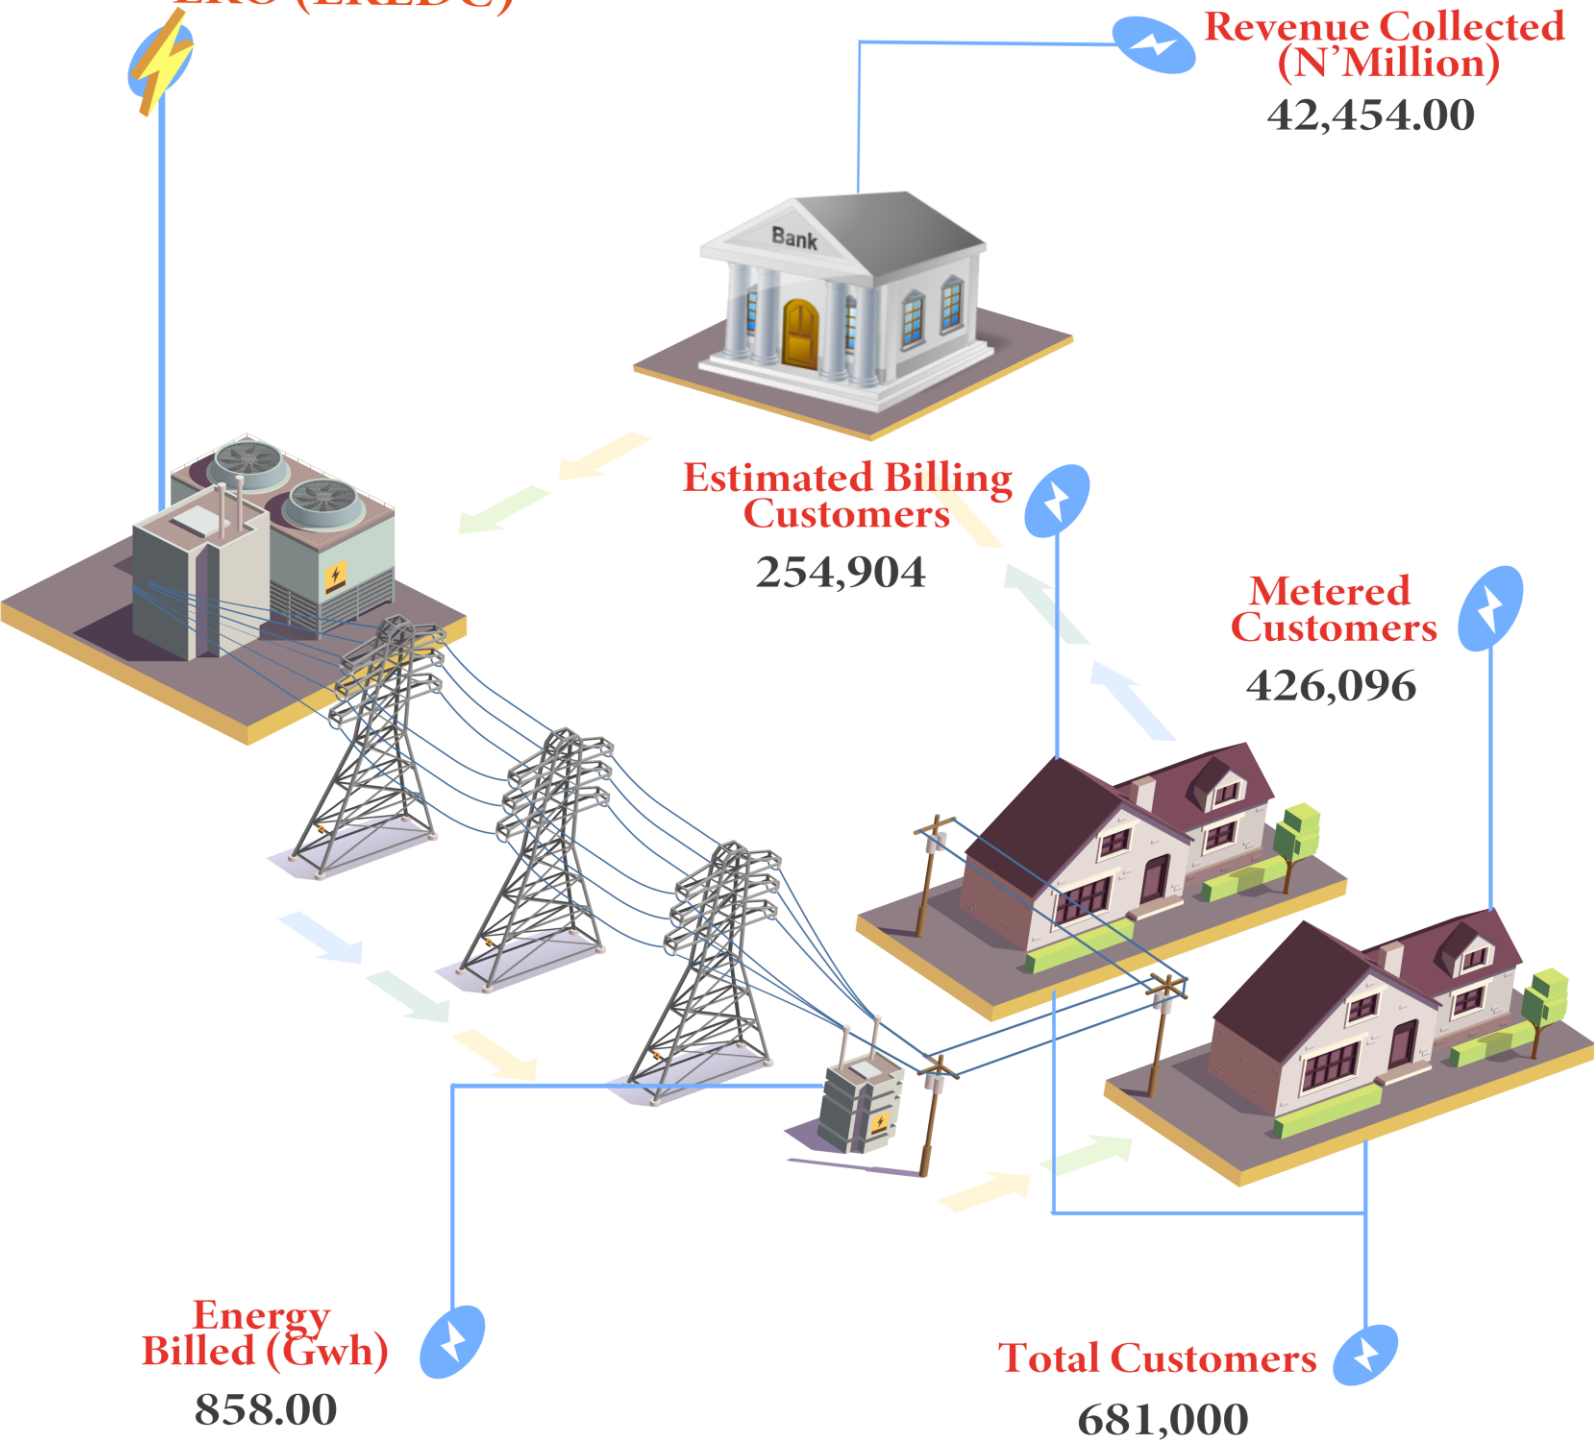 (EKEDC)
Revenue Collected
(N'Million)
42,454.00
Bank
Estimated Billing
Customers
254,904
Metered
Customers
426,096
Energy
Billed (Gwh)
858.00
Total Customers
681,000